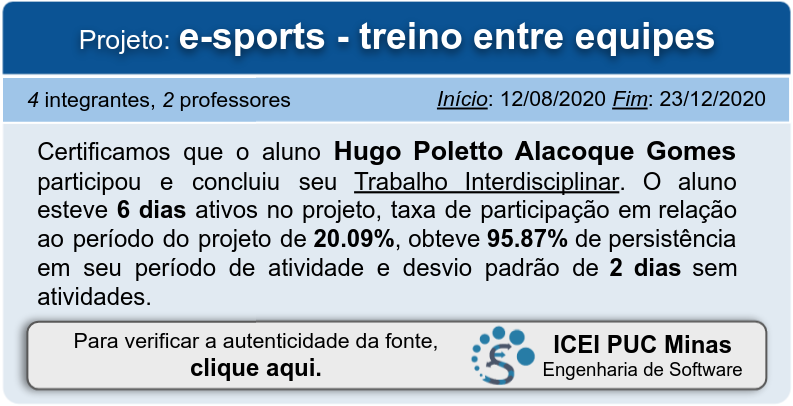 Projeto: e-sports - treino entre equipes
4 integrantes, 2 professores
Início: 12/08/2020 Fim: 23/12/2020
Certificamos que o aluno Hugo Poletto Alacoque Gomes
participou e concluiu seu Trabalho Interdisciplinar. O aluno
esteve 6 dias ativos no projeto, taxa de participação em relação
ao período do projeto de 20.09%, obteve 95.87% de persistência
em seu período de atividade e desvio padrão de 2 dias sem
atividades.
Para verificar a autenticidade da fonte,
clique aqui.
ICEI PUC Minas
Engenharia de Software